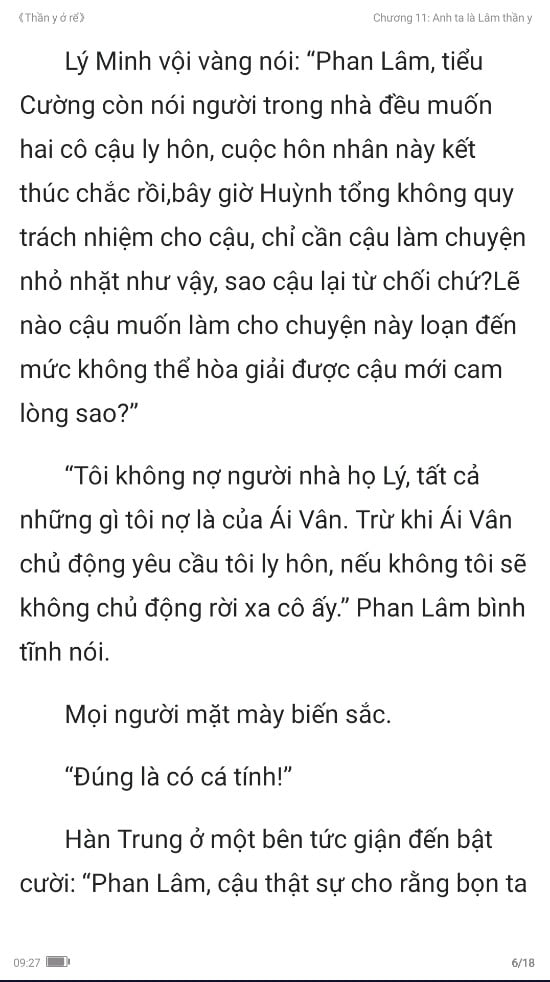 《Thần y ở rể》
Chương 11: Anh ta là Lâm thần y
Lý Minh vội vàng nói: “Phan Lâm, tiểu
Cường còn nói người trong nhà đều muốn
hai cô cậu ly hôn, cuộc hôn nhân này kết
thúc chắc rồi,bây giờ Huỳnh tổng không quy
trách nhiệm cho cậu, chỉ cần cậu làm chuyện
nhỏ nhặt như vậy, sao cậu lại từ chối chứ?Lẽ
nào cậu muốn làm cho chuyện này loạn đến
mức không thể hòa giải được cậu mới cam
lòng sao?”
“Tôi không nợ người nhà họ Lý, tất cả
những gì tôi nợ là của Ái Vân. Trừ khi Ái Vân
chủ động yêu cầu tôi ly hôn, nếu không tôi sẽ
không chủ động rời xa cô ấy.” Phan Lâm bình
tĩnh nói.
Mọi người mặt mày biến sắc.
“Đúng là có cá tính!”
Hàn Trung ở một bên tức giận đến bật
cười: “Phan Lâm, cậu thật sự cho rằng bọn ta
09:27
6/18